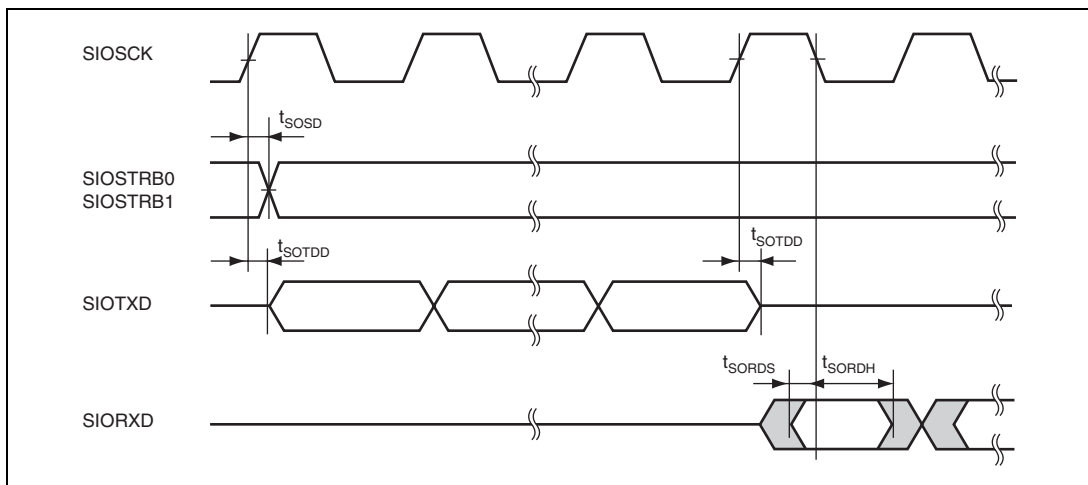 SIOSCK
tSOSD
SIOSTRB0
SIOSTRB1
tSOTDD
tSOTDD
SIOTXD
tSORDS
tSORDH
SIORXD